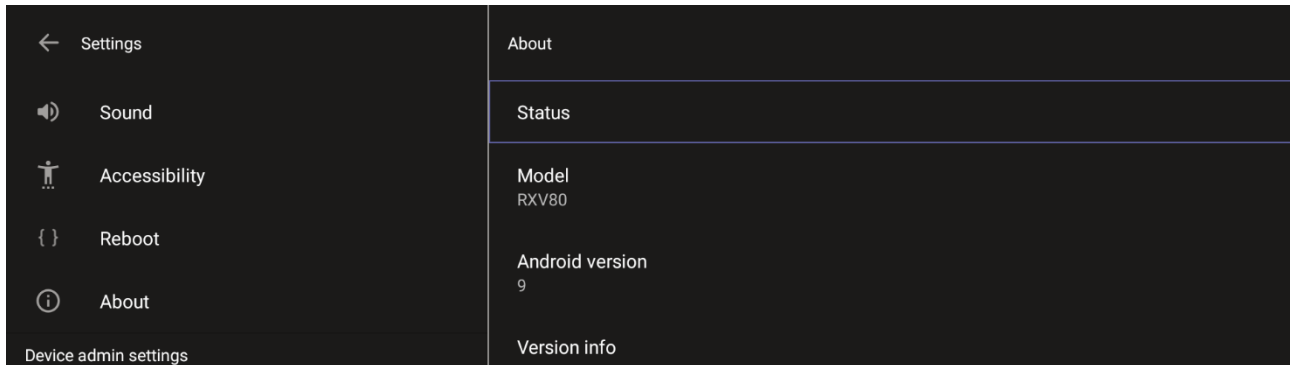 Settings
Sound
Accessibility
{ } Reboot
About
Device admin settings
About
Status
Model
RXV80
Android version
9
Version info